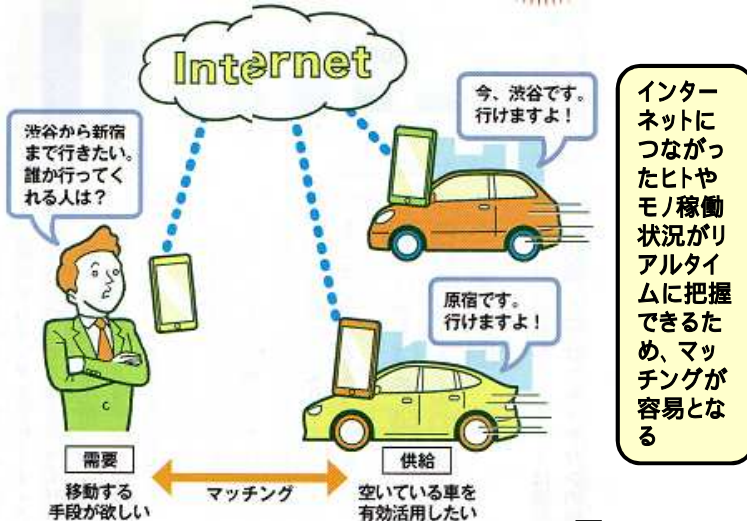 Internet
今、渋谷です。
行けますよ！
渋谷から新宿
まで行きたい。
誰か行ってく
れる人は？
原宿です。
行けますよ！
需要
移動する
手段が欲しい
マッチング
供給
空いている車を
有効活用したい
インター
ネットに
つながっ
たヒトや
モノ稼働
状況がリ
アルタイ
ムに把握
できるた
め、マッ
チングが
容易とな
る